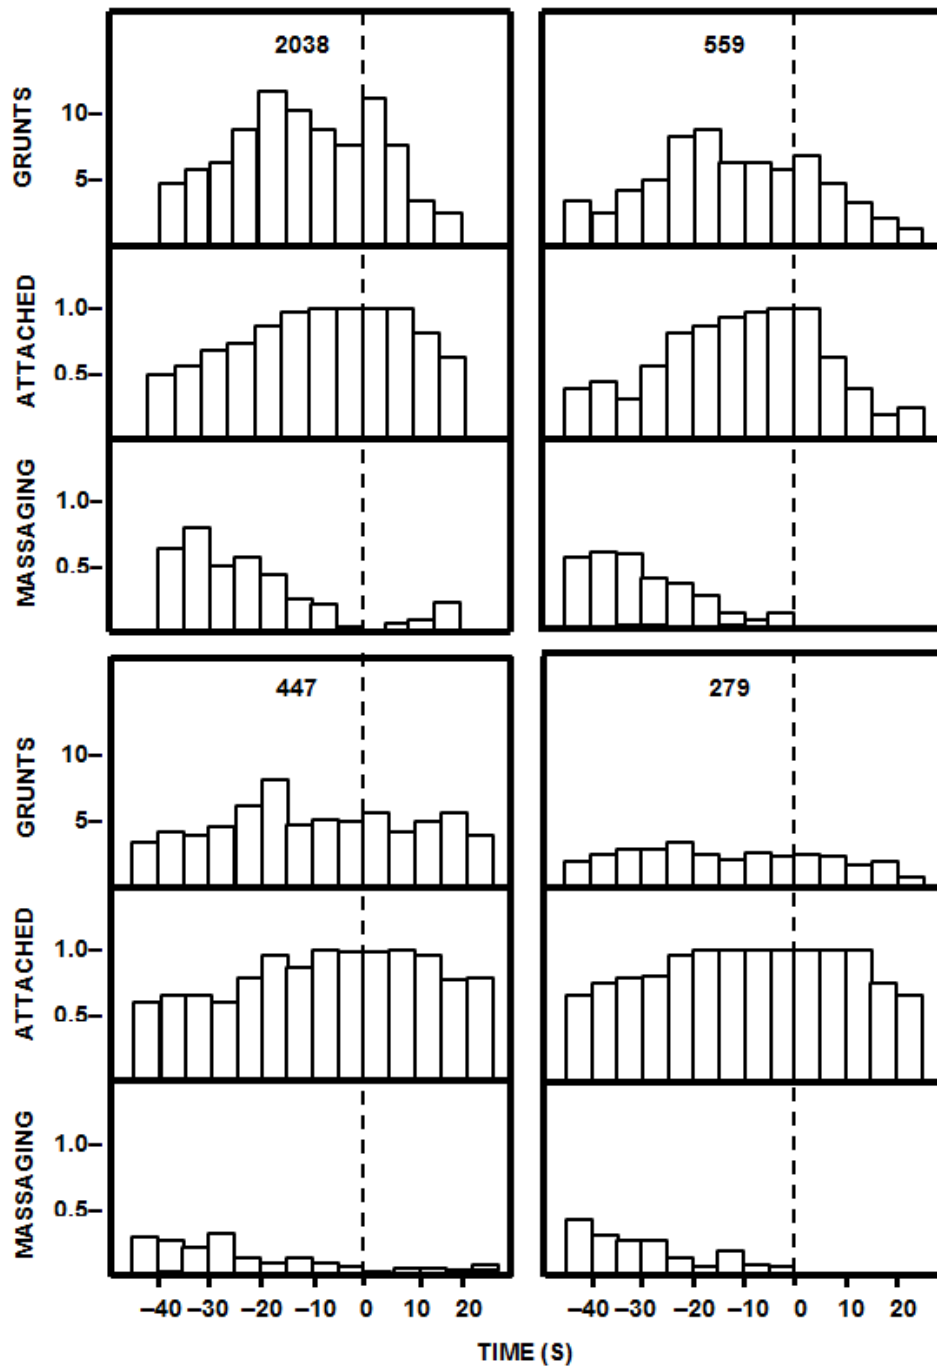 2038
559
GRUNTS
10–
5–
ATTACHED
1.0–
0.5–
MASSAGING
1.0–
0.5–
447
279
GRUNTS
10–
5–
ATTACHED
1.0–
0.5–
MASSAGING
1.0–
0.5–
–40 –30 –20 –10 0 10 20
–40 –30 –20 –10 0 10 20
TIME (S)